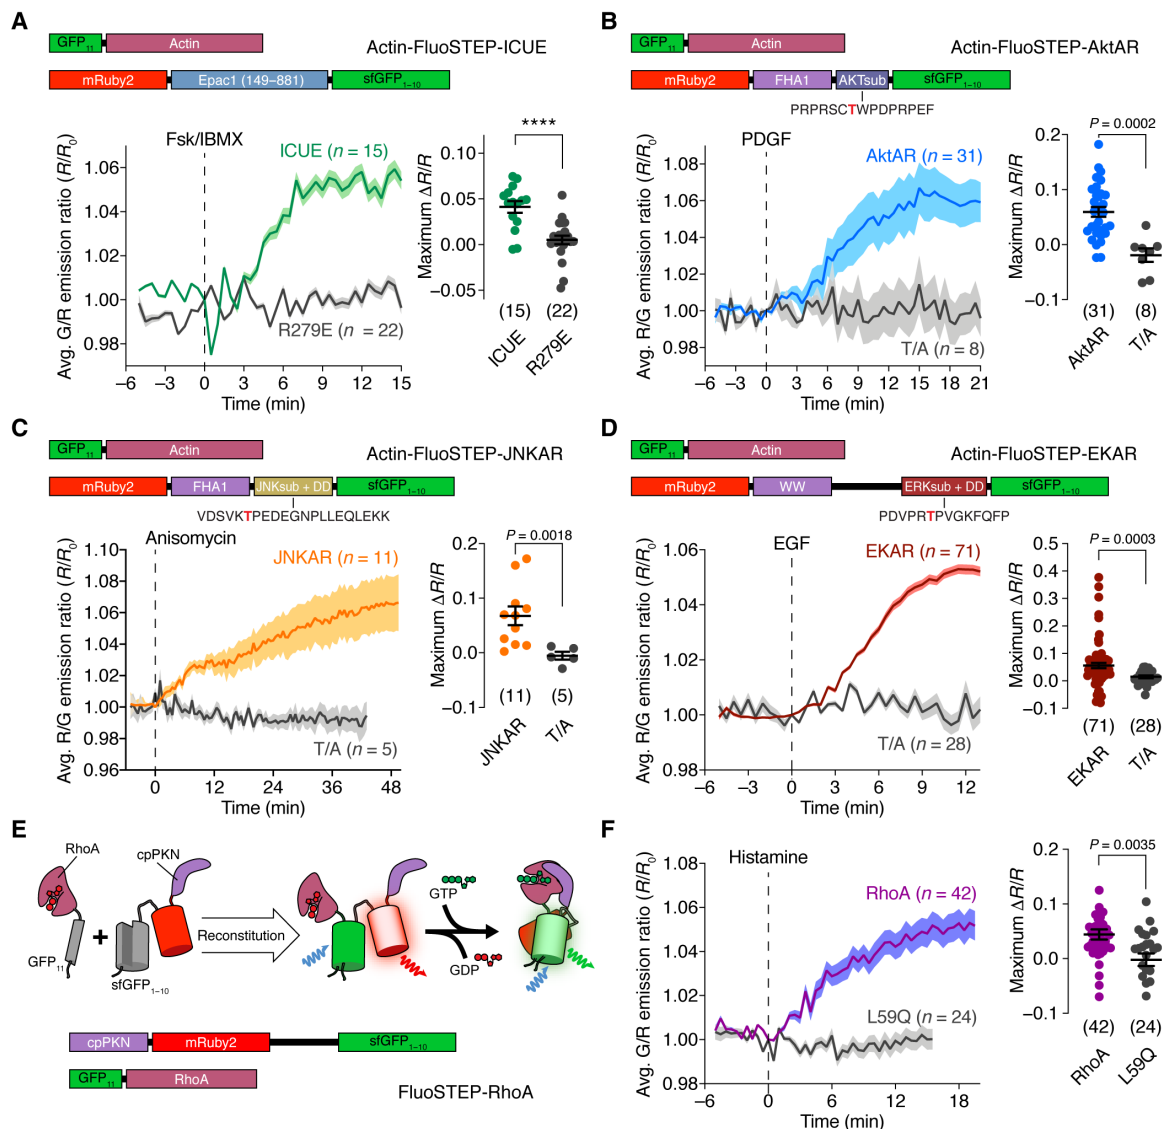 A
GFP11 Actin
Actin-FluoSTEP-ICUE
mRuby2 Epac1 (149–881) sfGFP1–10
Fsk/IBMX
ICUE (n = 15)
R279E (n = 22)
Avg. G/R emission ratio (R/R0)
1.06
1.04
1.02
1.00
0.98
–6 –3 0 3 6 9 12 15
Time (min)
****
Maximum ΔR/R
0.10
0.05
0.00
–0.05
(15) (22)
ICUE R279E
B
GFP11 Actin
Actin-FluoSTEP-AktAR
mRuby2 FHA1 AKTsub sfGFP1–10
PRPRSCTWPDPRPEF
PDGF
AktAR (n = 31)
T/A (n = 8)
Avg. R/G emission ratio (R/R0)
1.08
1.06
1.04
1.02
1.00
0.98
–6 –3 0 3 6 9 12 15 18 21
Time (min)
P = 0.0002
Maximum ΔR/R
0.2
0.1
0.0
–0.1
(31) (8)
AktAR T/A
C
GFP11 Actin
Actin-FluoSTEP-JNKAR
mRuby2 FHA1 JNKsub + DD sfGFP1–10
VDSVKTPEDEGNPLLEQLEKK
Anisomycin
JNKAR (n = 11)
T/A (n = 5)
Avg. R/G emission ratio (R/R0)
1.10
1.08
1.06
1.04
1.02
1.00
0.98
0.96
0 12 24 36 48
Time (min)
P = 0.0018
Maximum ΔR/R
0.2
0.1
0.0
–0.1
(11) (5)
JNKAR T/A
D
GFP11 Actin
Actin-FluoSTEP-EKAR
mRuby2 WW ERKsub + DD sfGFP1–10
PDVPRTPVGKFQFP
EGF
EKAR (n = 71)
T/A (n = 28)
Avg. R/G emission ratio (R/R0)
1.06
1.04
1.02
1.00
0.98
–6 –3 0 3 6 9 12
Time (min)
P = 0.0003
Maximum ΔR/R
0.5
0.4
0.3
0.2
0.1
0.0
–0.1
(71) (28)
EKAR T/A
E
RhoA
cpPKN
GFP11
+
sfGFP1–10
Reconstitution
GTP
GDP
cpPKN mRuby2 sfGFP1–10
GFP11 RhoA
FluoSTEP-RhoA
F
Histamine
RhoA (n = 42)
L59Q (n = 24)
Avg. G/R emission ratio (R/R0)
1.08
1.06
1.04
1.02
1.00
0.98
–6 0 6 12 18
Time (min)
P = 0.0035
Maximum ΔR/R
0.2
0.1
0.0
–0.1
(42) (24)
RhoA L59Q